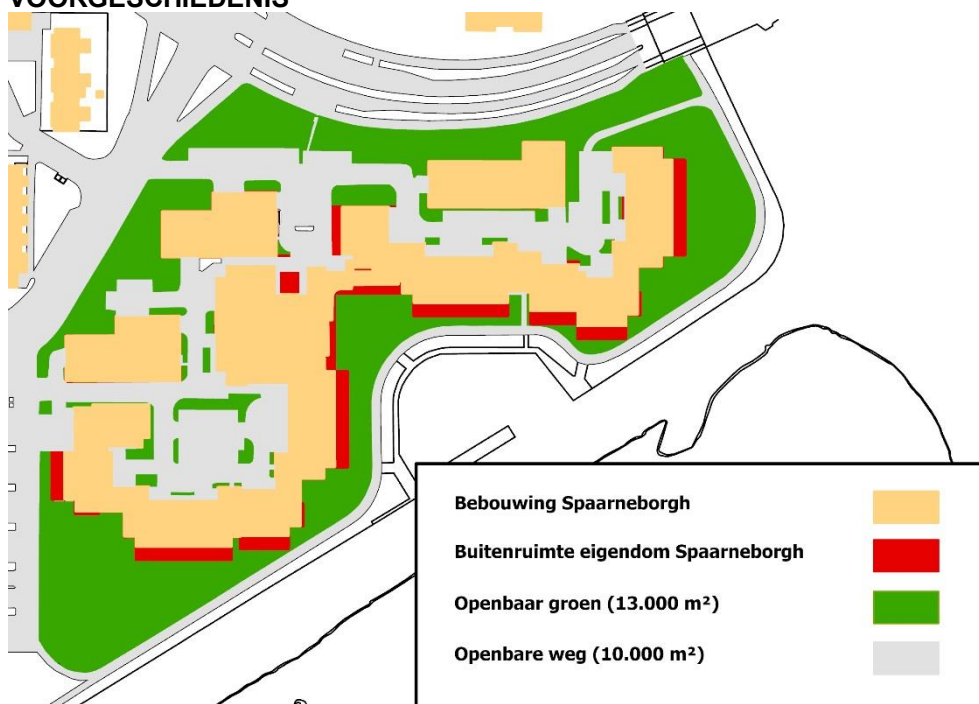 VOORGESCHIEDENIS
Bebouwing Spaarneborgh
Buitenruimte eigendom Spaarneborgh
Openbaar groen (13.000 m²)
Openbare weg (10.000 m²)